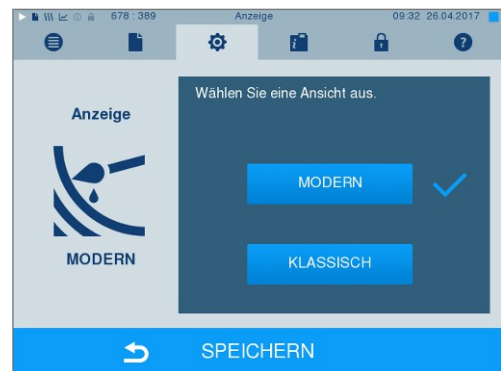 678 : 389 Anzeige 09:32 26.04.2017
i ?
Wählen Sie eine Ansicht aus.
Anzeige
MODERN
MODERN
KLASSISCH
SPEICHERN